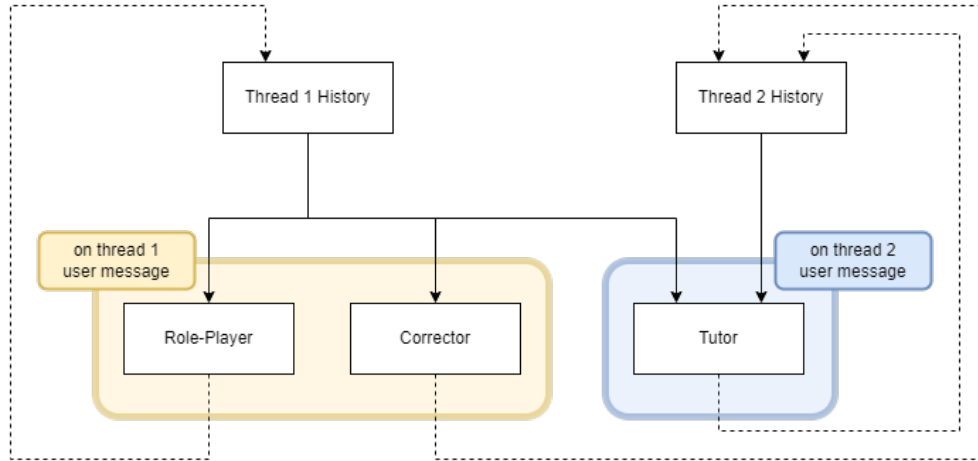 Thread 1 History
Thread 2 History
on thread 1
user message
on thread 2
user message
Role-Player
Corrector
Tutor